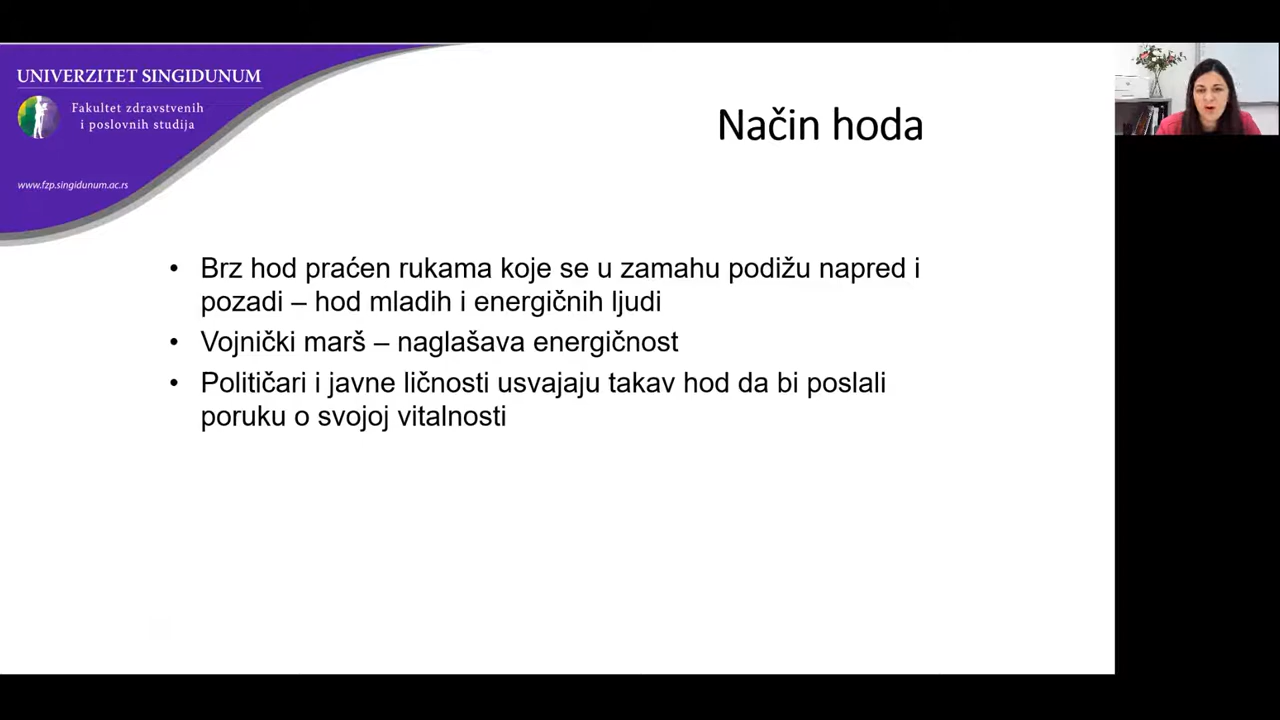 UNIVERZITET SINGIDUNUM
Fakultet zdravstvenih
i poslovnih studija
www.fzp.singidunum.ac.rs
Način hoda
• Brz hod praćen rukama koje se u zamahu podižu napred i
pozadi – hod mladih i energičnih ljudi
• Vojnički marš – naglašava energičnost
• Političari i javne ličnosti usvajaju takav hod da bi poslali
poruku o svojoj vitalnosti